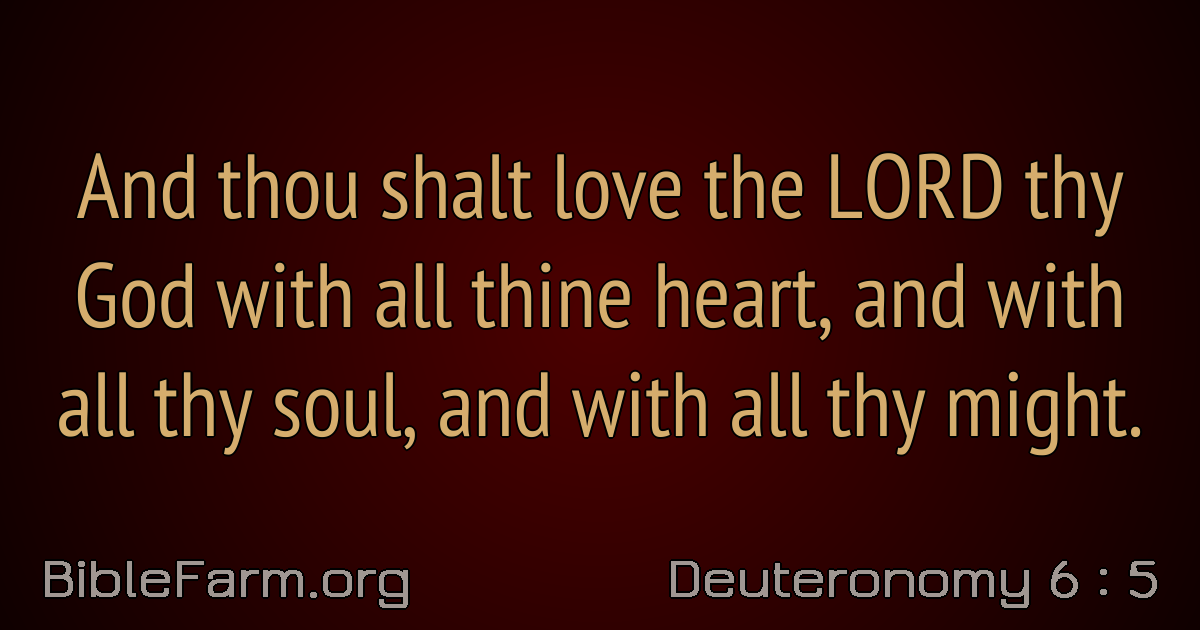 And thou shalt love the LORD thy
God with all thine heart, and with
all thy soul, and with all thy might.
BibleFarm.org
Deuteronomy 6 : 5